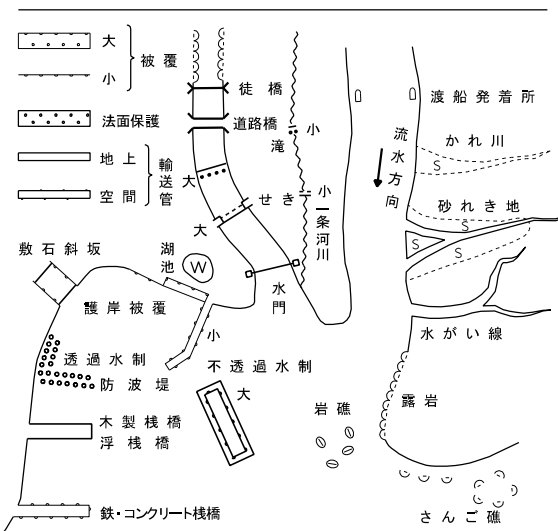 大
小
被覆
法面保護
地上
空間
輸送管
徒橋
道路橋
小
滝
大
せき
小
一条河川
大
渡船発着所
流水方向
かれ川
S
砂れき地
S
S
S
敷石斜坂
湖池
W
水門
護岸被覆
小
水がい線
透過水制
防波堤
不透過水制
大
木製桟橋
浮桟橋
岩礁
露岩
鉄・コンクリート桟橋
さんご礁